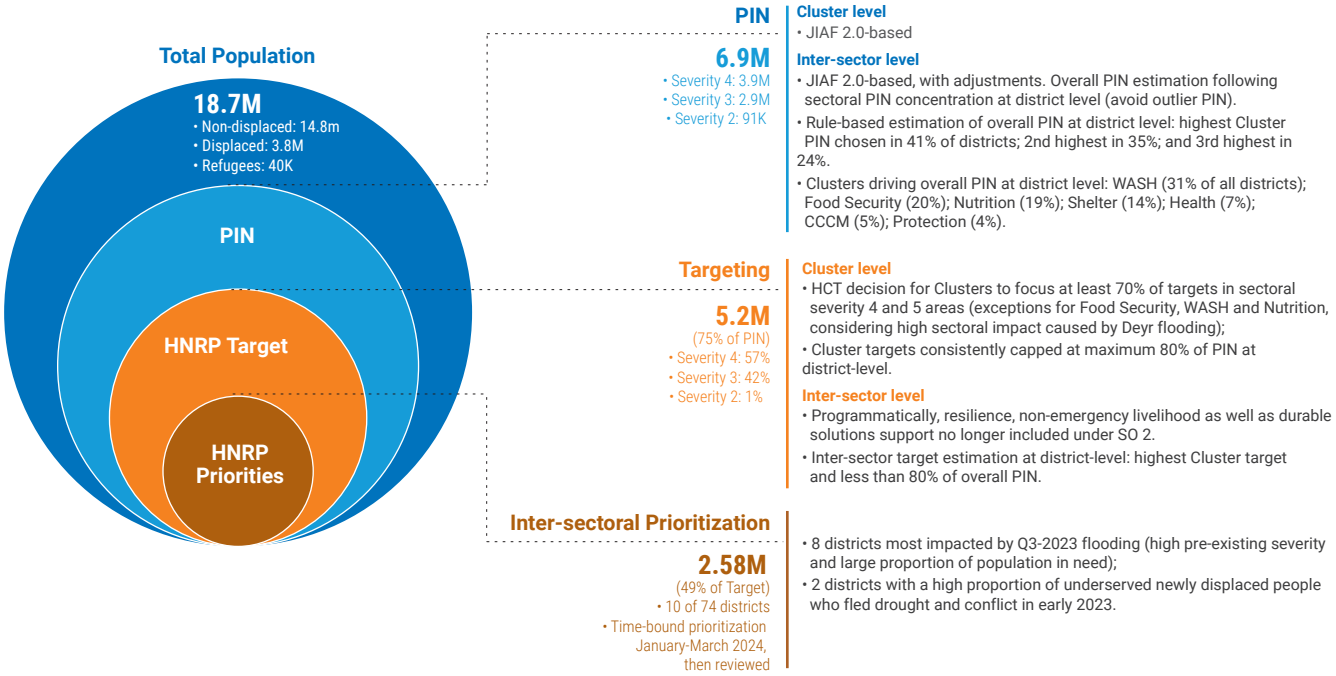 Total Population
18.7M
• Non-displaced: 14.8m
• Displaced: 3.8M
• Refugees: 40K
PIN
HNRP Target
HNRP
Priorities
PIN
6.9M
• Severity 4: 3.9M
• Severity 3: 2.9M
• Severity 2: 91K
Cluster level
• JIAF 2.0-based
Inter-sector level
• JIAF 2.0-based, with adjustments. Overall PIN estimation following
sectoral PIN concentration at district level (avoid outlier PIN).
• Rule-based estimation of overall PIN at district level: highest Cluster
PIN chosen in 41% of districts; 2nd highest in 35%; and 3rd highest in
24%.
• Clusters driving overall PIN at district level: WASH (31% of all districts);
Food Security (20%); Nutrition (19%); Shelter (14%); Health (7%);
CCCM (5%); Protection (4%).
Targeting
5.2M
(75% of PIN)
• Severity 4: 57%
• Severity 3: 42%
• Severity 2: 1%
Cluster level
• HCT decision for Clusters to focus at least 70% of targets in sectoral
severity 4 and 5 areas (exceptions for Food Security, WASH and Nutrition,
considering high sectoral impact caused by Deyr flooding);
• Cluster targets consistently capped at maximum 80% of PIN at
district-level.
Inter-sector level
• Programmatically, resilience, non-emergency livelihood as well as durable
solutions support no longer included under SO 2.
• Inter-sector target estimation at district-level: highest Cluster target
and less than 80% of overall PIN.
Inter-sectoral Prioritization
2.58M
(49% of Target)
• 10 of 74 districts
• Time-bound prioritization
January-March 2024,
then reviewed
• 8 districts most impacted by Q3-2023 flooding (high pre-existing severity
and large proportion of population in need);
• 2 districts with a high proportion of underserved newly displaced people
who fled drought and conflict in early 2023.